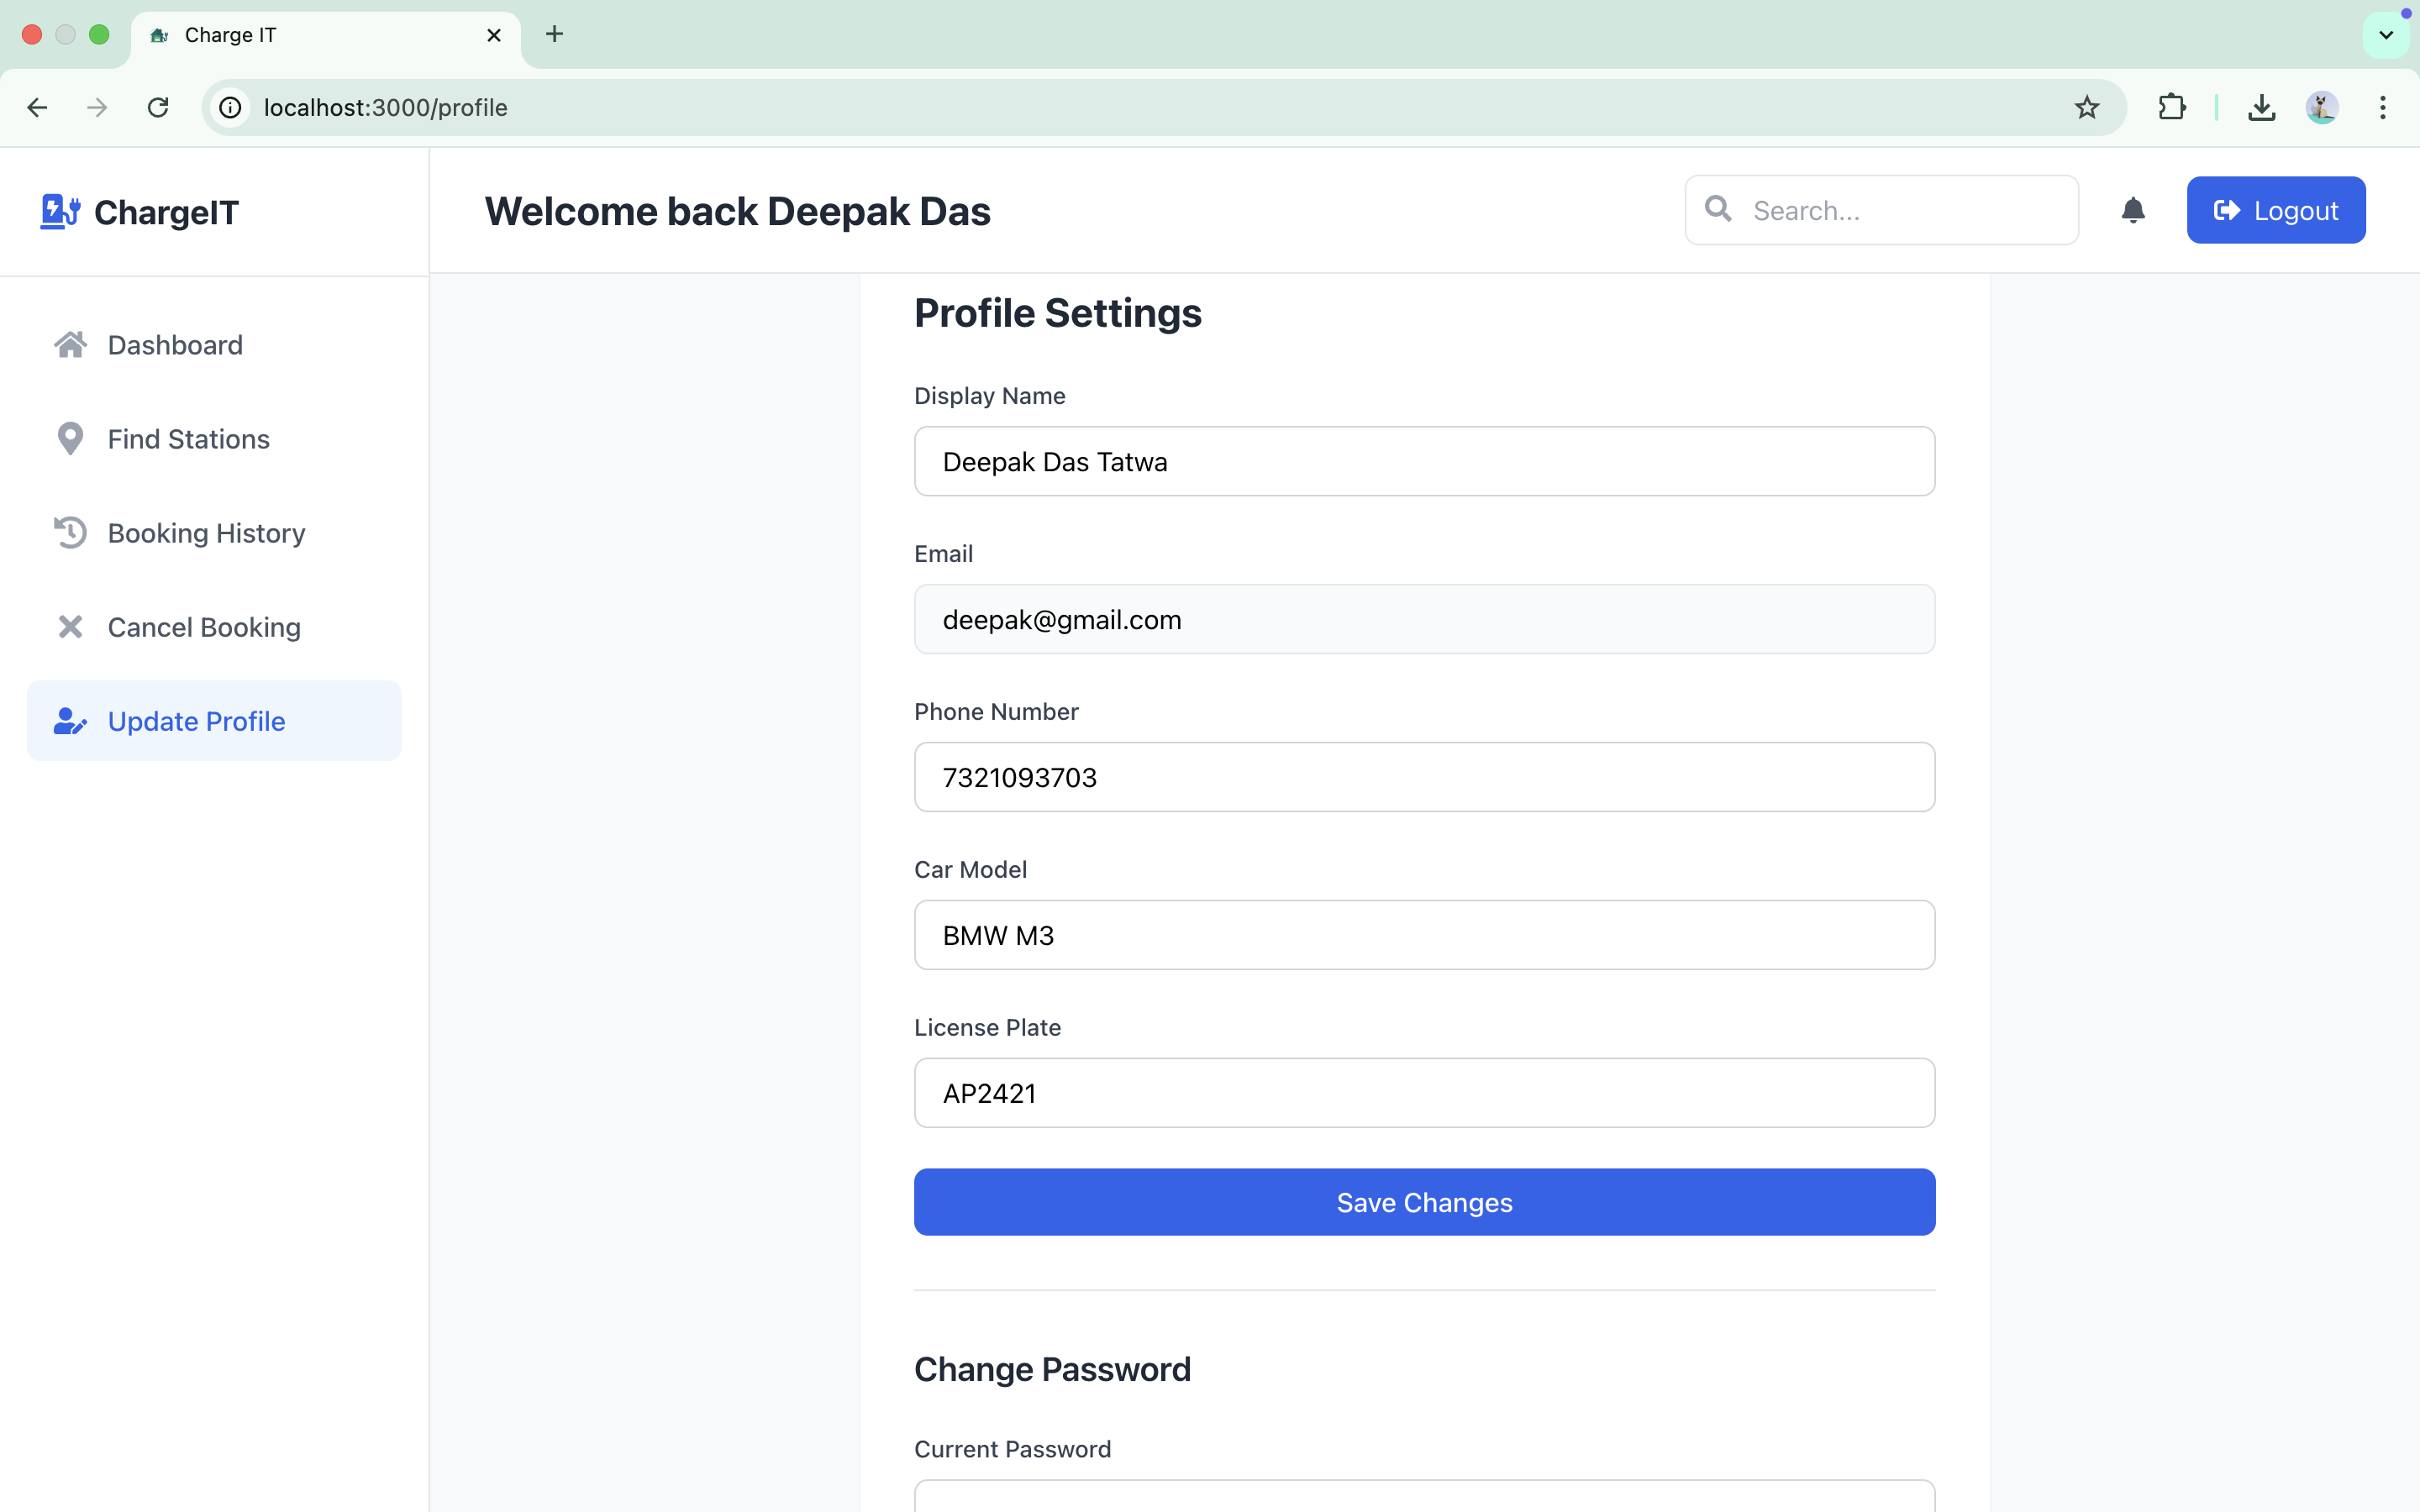 Charge IT
localhost:3000/profile
ChargeIT
Welcome back Deepak Das
Search...
Logout
Dashboard
Find Stations
Booking History
Cancel Booking
Update Profile
Profile Settings
Display Name
Deepak Das Tatwa
Email
deepak@gmail.com
Phone Number
7321093703
Car Model
BMW M3
License Plate
AP2421
Save Changes
Change Password
Current Password